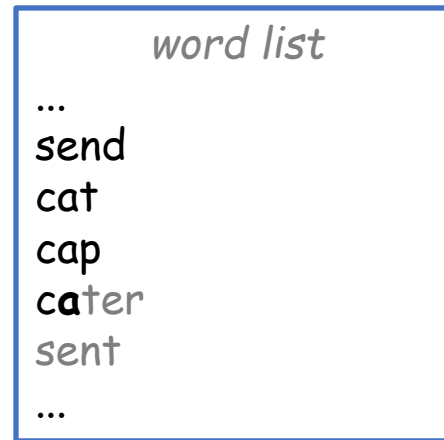 word list
...
send
cat
cap
cater
sent
...